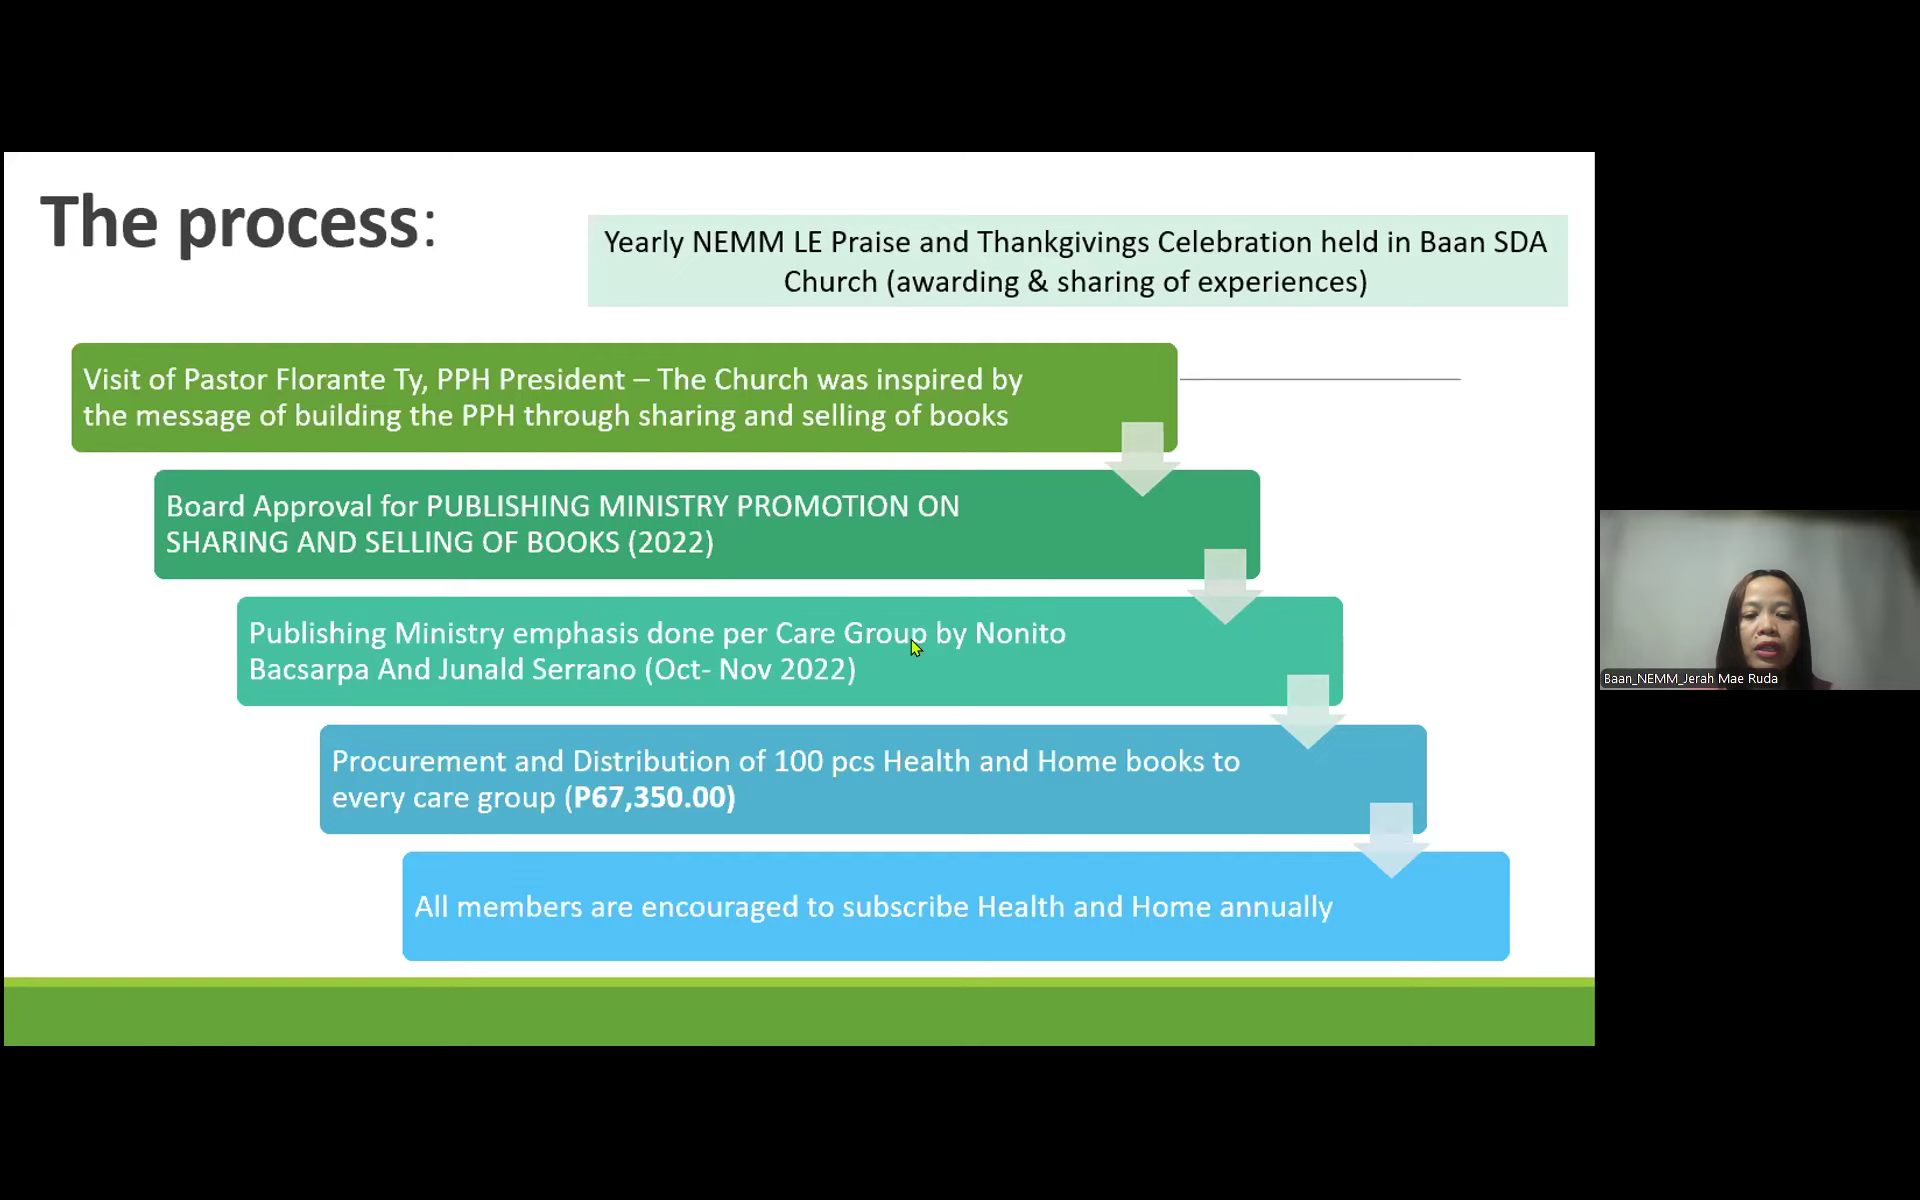 The process:
Yearly NEMM LE Praise and Thankgivings Celebration held in Baan SDA
Church (awarding & sharing of experiences)
Visit of Pastor Florante Ty, PPH President – The Church was inspired by
the message of building the PPH through sharing and selling of books
Board Approval for PUBLISHING MINISTRY PROMOTION ON
SHARING AND SELLING OF BOOKS (2022)
Publishing Ministry emphasis done per Care Group by Nonito
Bacsarpa And Junald Serrano (Oct- Nov 2022)
Procurement and Distribution of 100 pcs Health and Home books to
every care group (P67,350.00)
All members are encouraged to subscribe Health and Home annually
Baan_NEMM_Jerah Mae Ruda